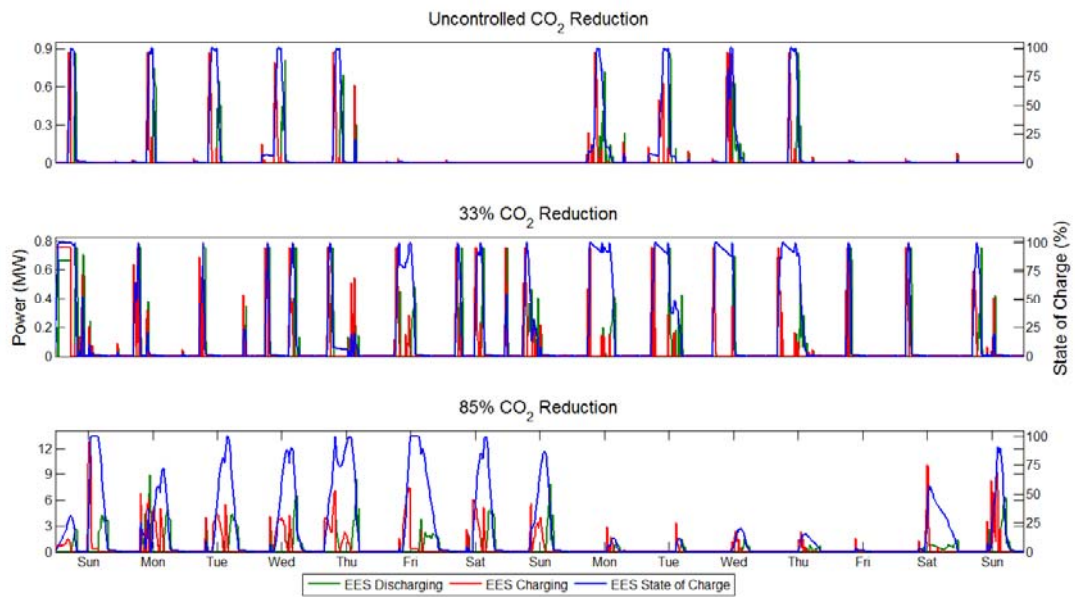 Uncontrolled CO2 Reduction
0.9 100
0.6 75
50
0.3 25
0 0
33% CO2 Reduction
0.8 100
0.6 75
0.4 50
0.2 25
0 0
Power (MW)
State of Charge (%)
85% CO2 Reduction
12 100
9 75
6 50
3 25
0 0
Sun Mon Tue Wed Thu Fri Sat Sun Mon Tue Wed Thu Fri Sat Sun
EES Discharging EES Charging EES State of Charge